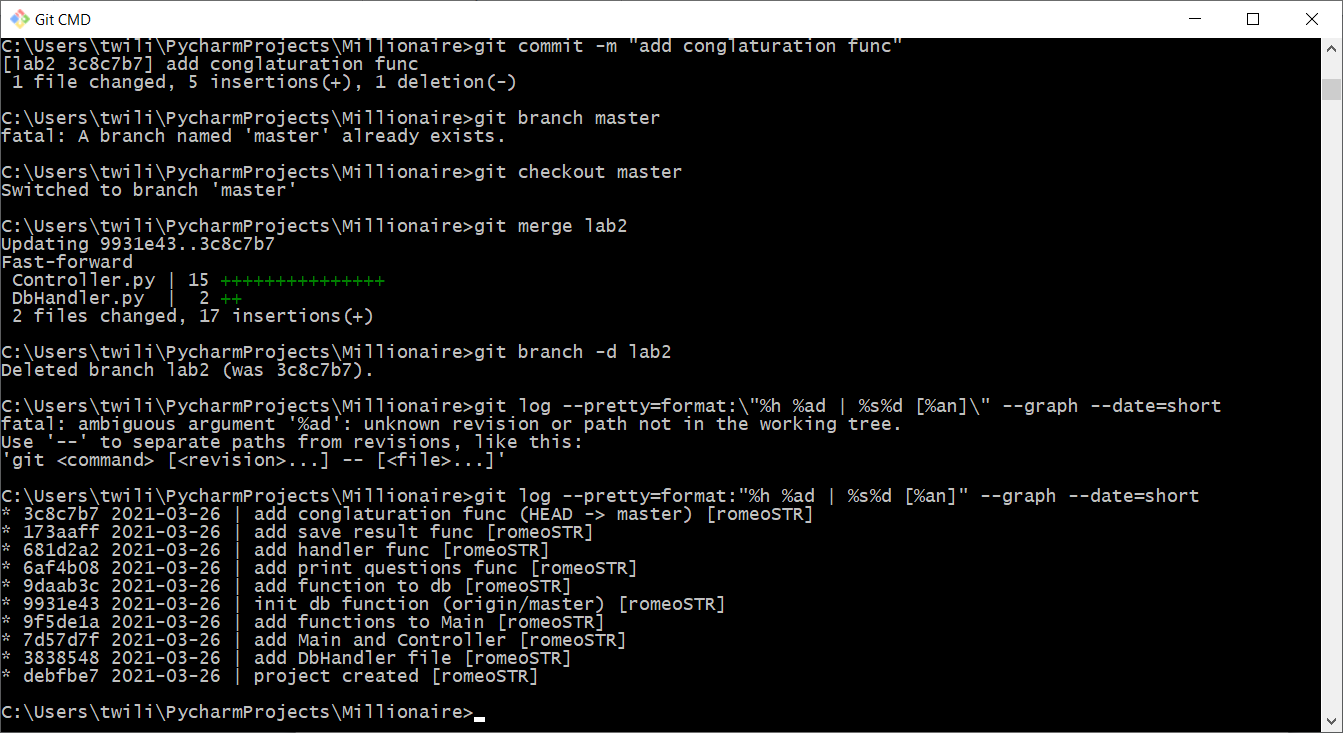 Git CMD
C:\Users\twili\PycharmProjects\Millionaire>git commit -m "add conglaturation func"
[lab2 3c8c7b7] add conglaturation func
 1 file changed, 5 insertions(+), 1 deletion(-)
C:\Users\twili\PycharmProjects\Millionaire>git branch master
fatal: A branch named 'master' already exists.
C:\Users\twili\PycharmProjects\Millionaire>git checkout master
Switched to branch 'master'
C:\Users\twili\PycharmProjects\Millionaire>git merge lab2
Updating 9931e43..3c8c7b7
Fast-forward
 Controller.py | 15 +++++++++++++++
 DbHandler.py  |  2 ++
 2 files changed, 17 insertions(+)
C:\Users\twili\PycharmProjects\Millionaire>git branch -d lab2
Deleted branch lab2 (was 3c8c7b7).
C:\Users\twili\PycharmProjects\Millionaire>git log --pretty=format:\"%h %ad | %s%d [%an]\" --graph --date=short
fatal: ambiguous argument '%ad': unknown revision or path not in the working tree.
Use '--' to separate paths from revisions, like this:
'git <command> [<revision>...] -- [<file>...]'
C:\Users\twili\PycharmProjects\Millionaire>git log --pretty=format:"%h %ad | %s%d [%an]" --graph --date=short
* 3c8c7b7 2021-03-26 | add conglaturation func (HEAD -> master) [romeoSTR]
* 173aaff 2021-03-26 | add save result func [romeoSTR]
* 681d2a2 2021-03-26 | add handler func [romeoSTR]
* 6af4b08 2021-03-26 | add print questions func [romeoSTR]
* 9daab3c 2021-03-26 | add function to db [romeoSTR]
* 9931e43 2021-03-26 | init db function (origin/master) [romeoSTR]
* 9f5de1a 2021-03-26 | add functions to Main [romeoSTR]
* 7d57d7f 2021-03-26 | add Main and Controller [romeoSTR]
* 3838548 2021-03-26 | add DbHandler file [romeoSTR]
* debfbe7 2021-03-26 | project created [romeoSTR]
C:\Users\twili\PycharmProjects\Millionaire>